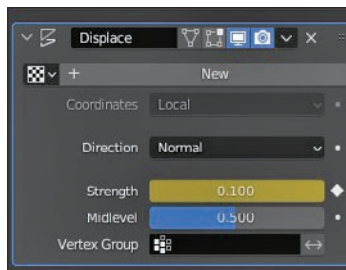 Displace
New
Coordinates Local
Direction Normal
Strength 0.100
Midlevel 0.500
Vertex Group